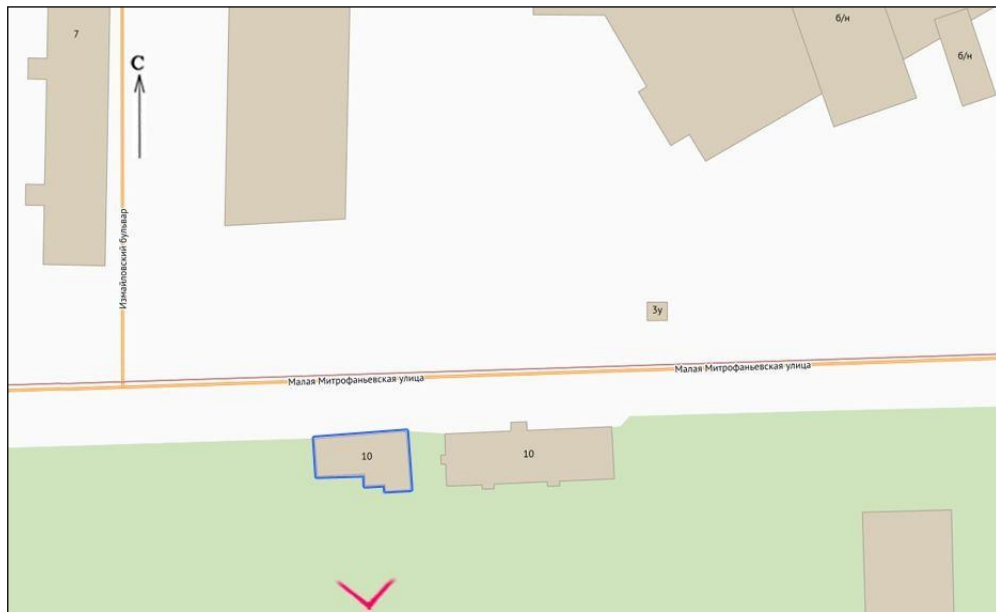 7
б/н
б/н
С
Измайловский бульвар
3у
Малая Митрофаньевская улица
Малая Митрофаньевская улица
10
10